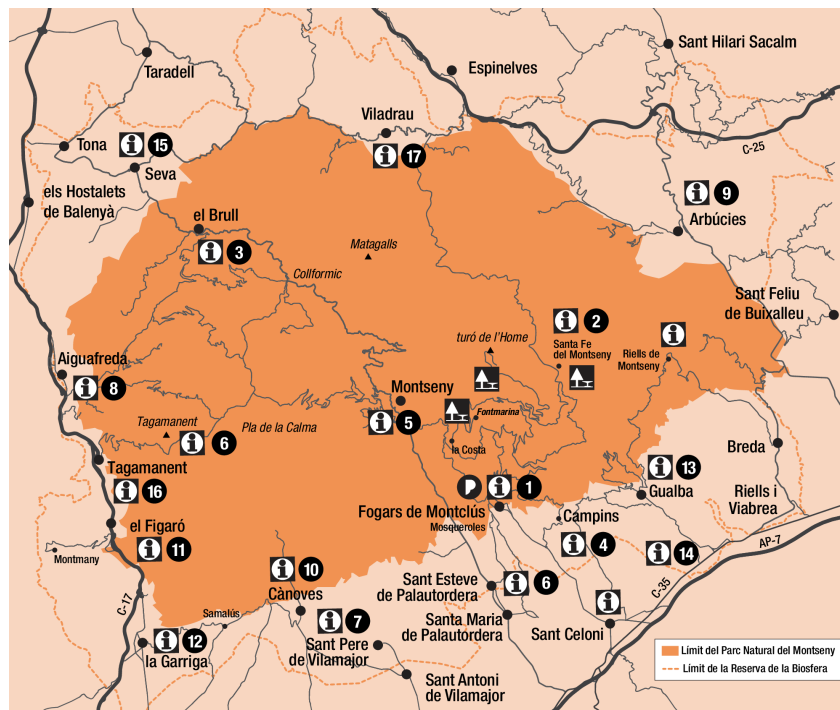 Sant Hilari Sacalm
Espinelves
Taradell
Viladrau
Tona
i 15
i 17
C-25
Seva
els Hostalets
de Balenyà
i 9
el Brull
Arbúcies
i 3
Matagalls
Collformic
Sant Feliu
de Buixalleu
i 2
turó de l'Home
Santa Fe
del Montseny
i
Riells de
Montseny
Aiguafreda
i 8
Montseny
Fontmarina
Tagamanent
Pla de la Calma
i 5
i 6
la Costa
Breda
Tagamanent
i 13
i 16
P i 1
Gualba
Riells i
Viabrea
Fogars de Montclús
Mosqueroles
Campins
el Figaró
i 11
i 4
i 14
AP-7
Montmany
i 10
C-17
Cànoves
Sant Esteve
de Palautordera
i 6
C-35
Samalús
i 7
Santa Maria
de Palautordera
i
Sant Celoni
i 12
la Garriga
Sant Pere
de Vilamajor
Límit del Parc Natural del Montseny
Límit de la Reserva de la Biosfera
Sant Antoni
de Vilamajor